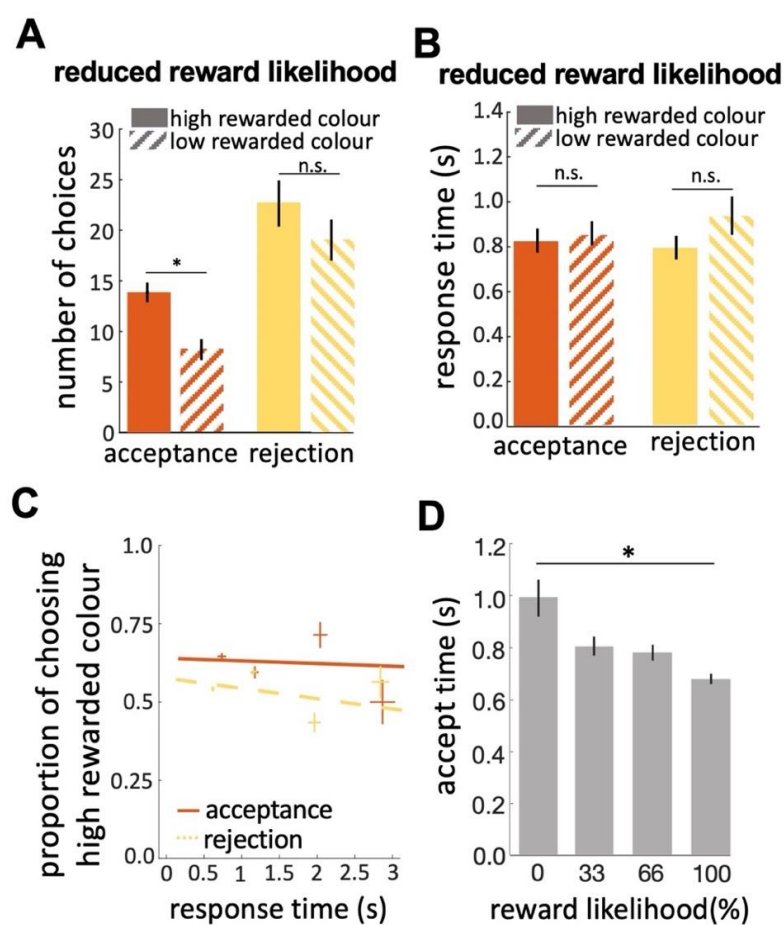 A
reduced reward likelihood
high rewarded colour
low rewarded colour
number of choices
30
25
20
15
10
5
0
*
n.s.
acceptance
rejection
B
reduced reward likelihood
high rewarded colour
low rewarded colour
response time (s)
1.4
1.2
1.0
0.8
0.6
0.4
0.2
0.0
n.s.
n.s.
acceptance
rejection
C
proportion of choosing
high rewarded colour
1.0
0.75
0.5
0.25
0.0
acceptance
rejection
0 0.5 1 1.5 2 2.5 3
response time (s)
D
accept time (s)
1.2
1.0
0.8
0.6
0.4
0.2
0.0
*
0 33 66 100
reward likelihood(%)